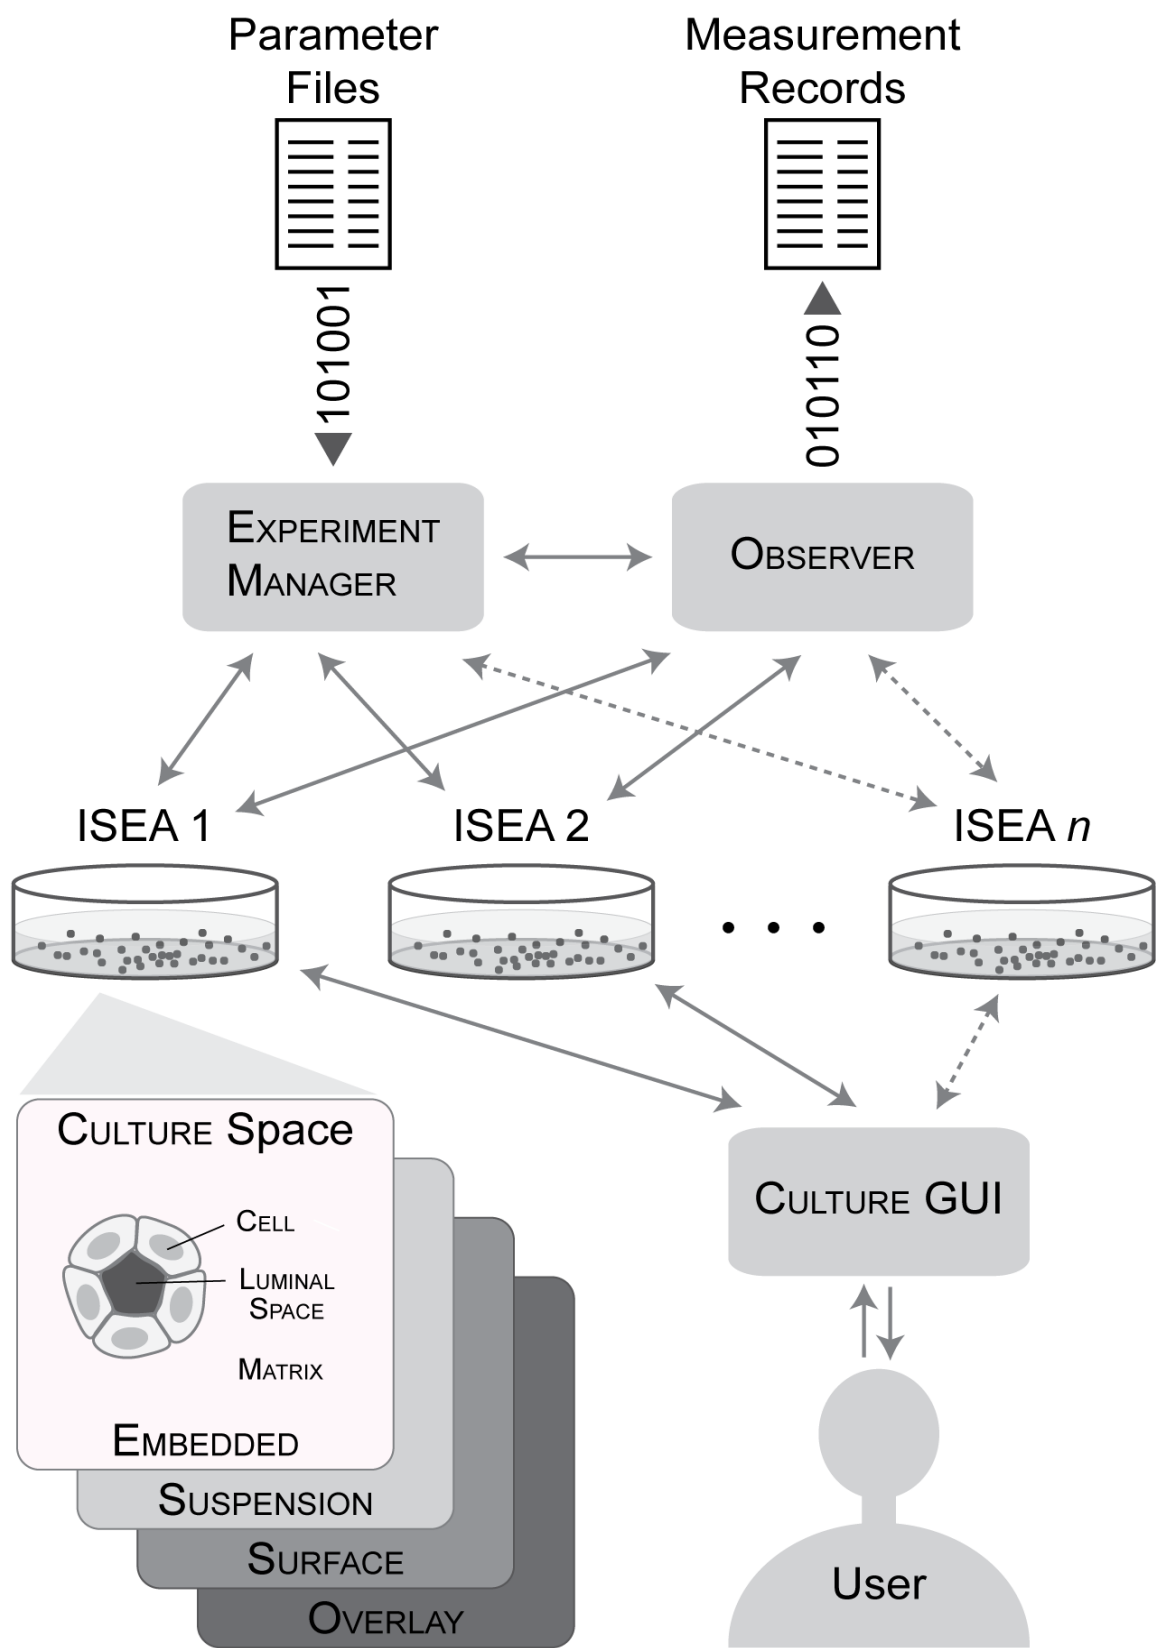 Parameter
Files
Measurement
Records
101001
010110
EXPERIMENT
MANAGER
OBSERVER
ISEA 1
ISEA 2
ISEA n
CULTURE Space
CELL
LUMINAL
SPACE
MATRIX
EMBEDDED
SUSPENSION
SURFACE
OVERLAY
CULTURE GUI
User